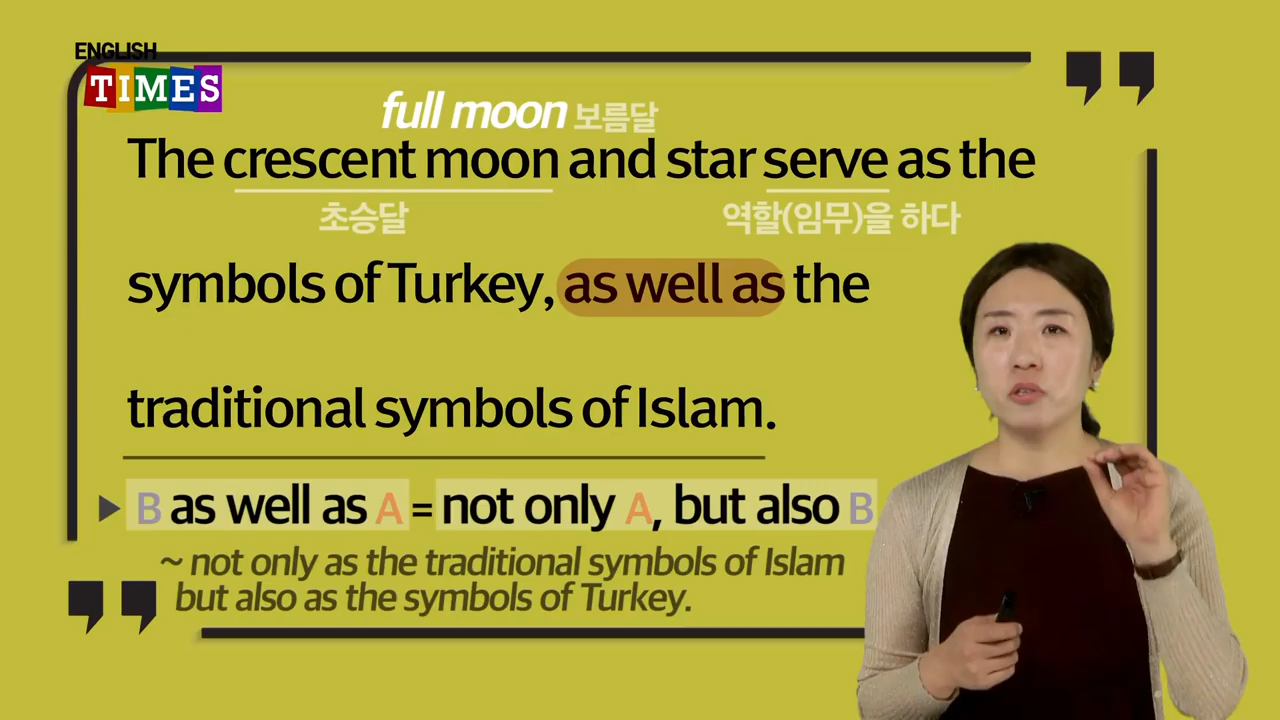 ENGLISH
TIMES
full moon 보름달
The crescent moon and star serve as the
초승달 역할(임무)을 하다
symbols of Turkey, as well as the
traditional symbols of Islam.
▶ B as well as A = not only A, but also B
~ not only as the traditional symbols of Islam
but also as the symbols of Turkey.